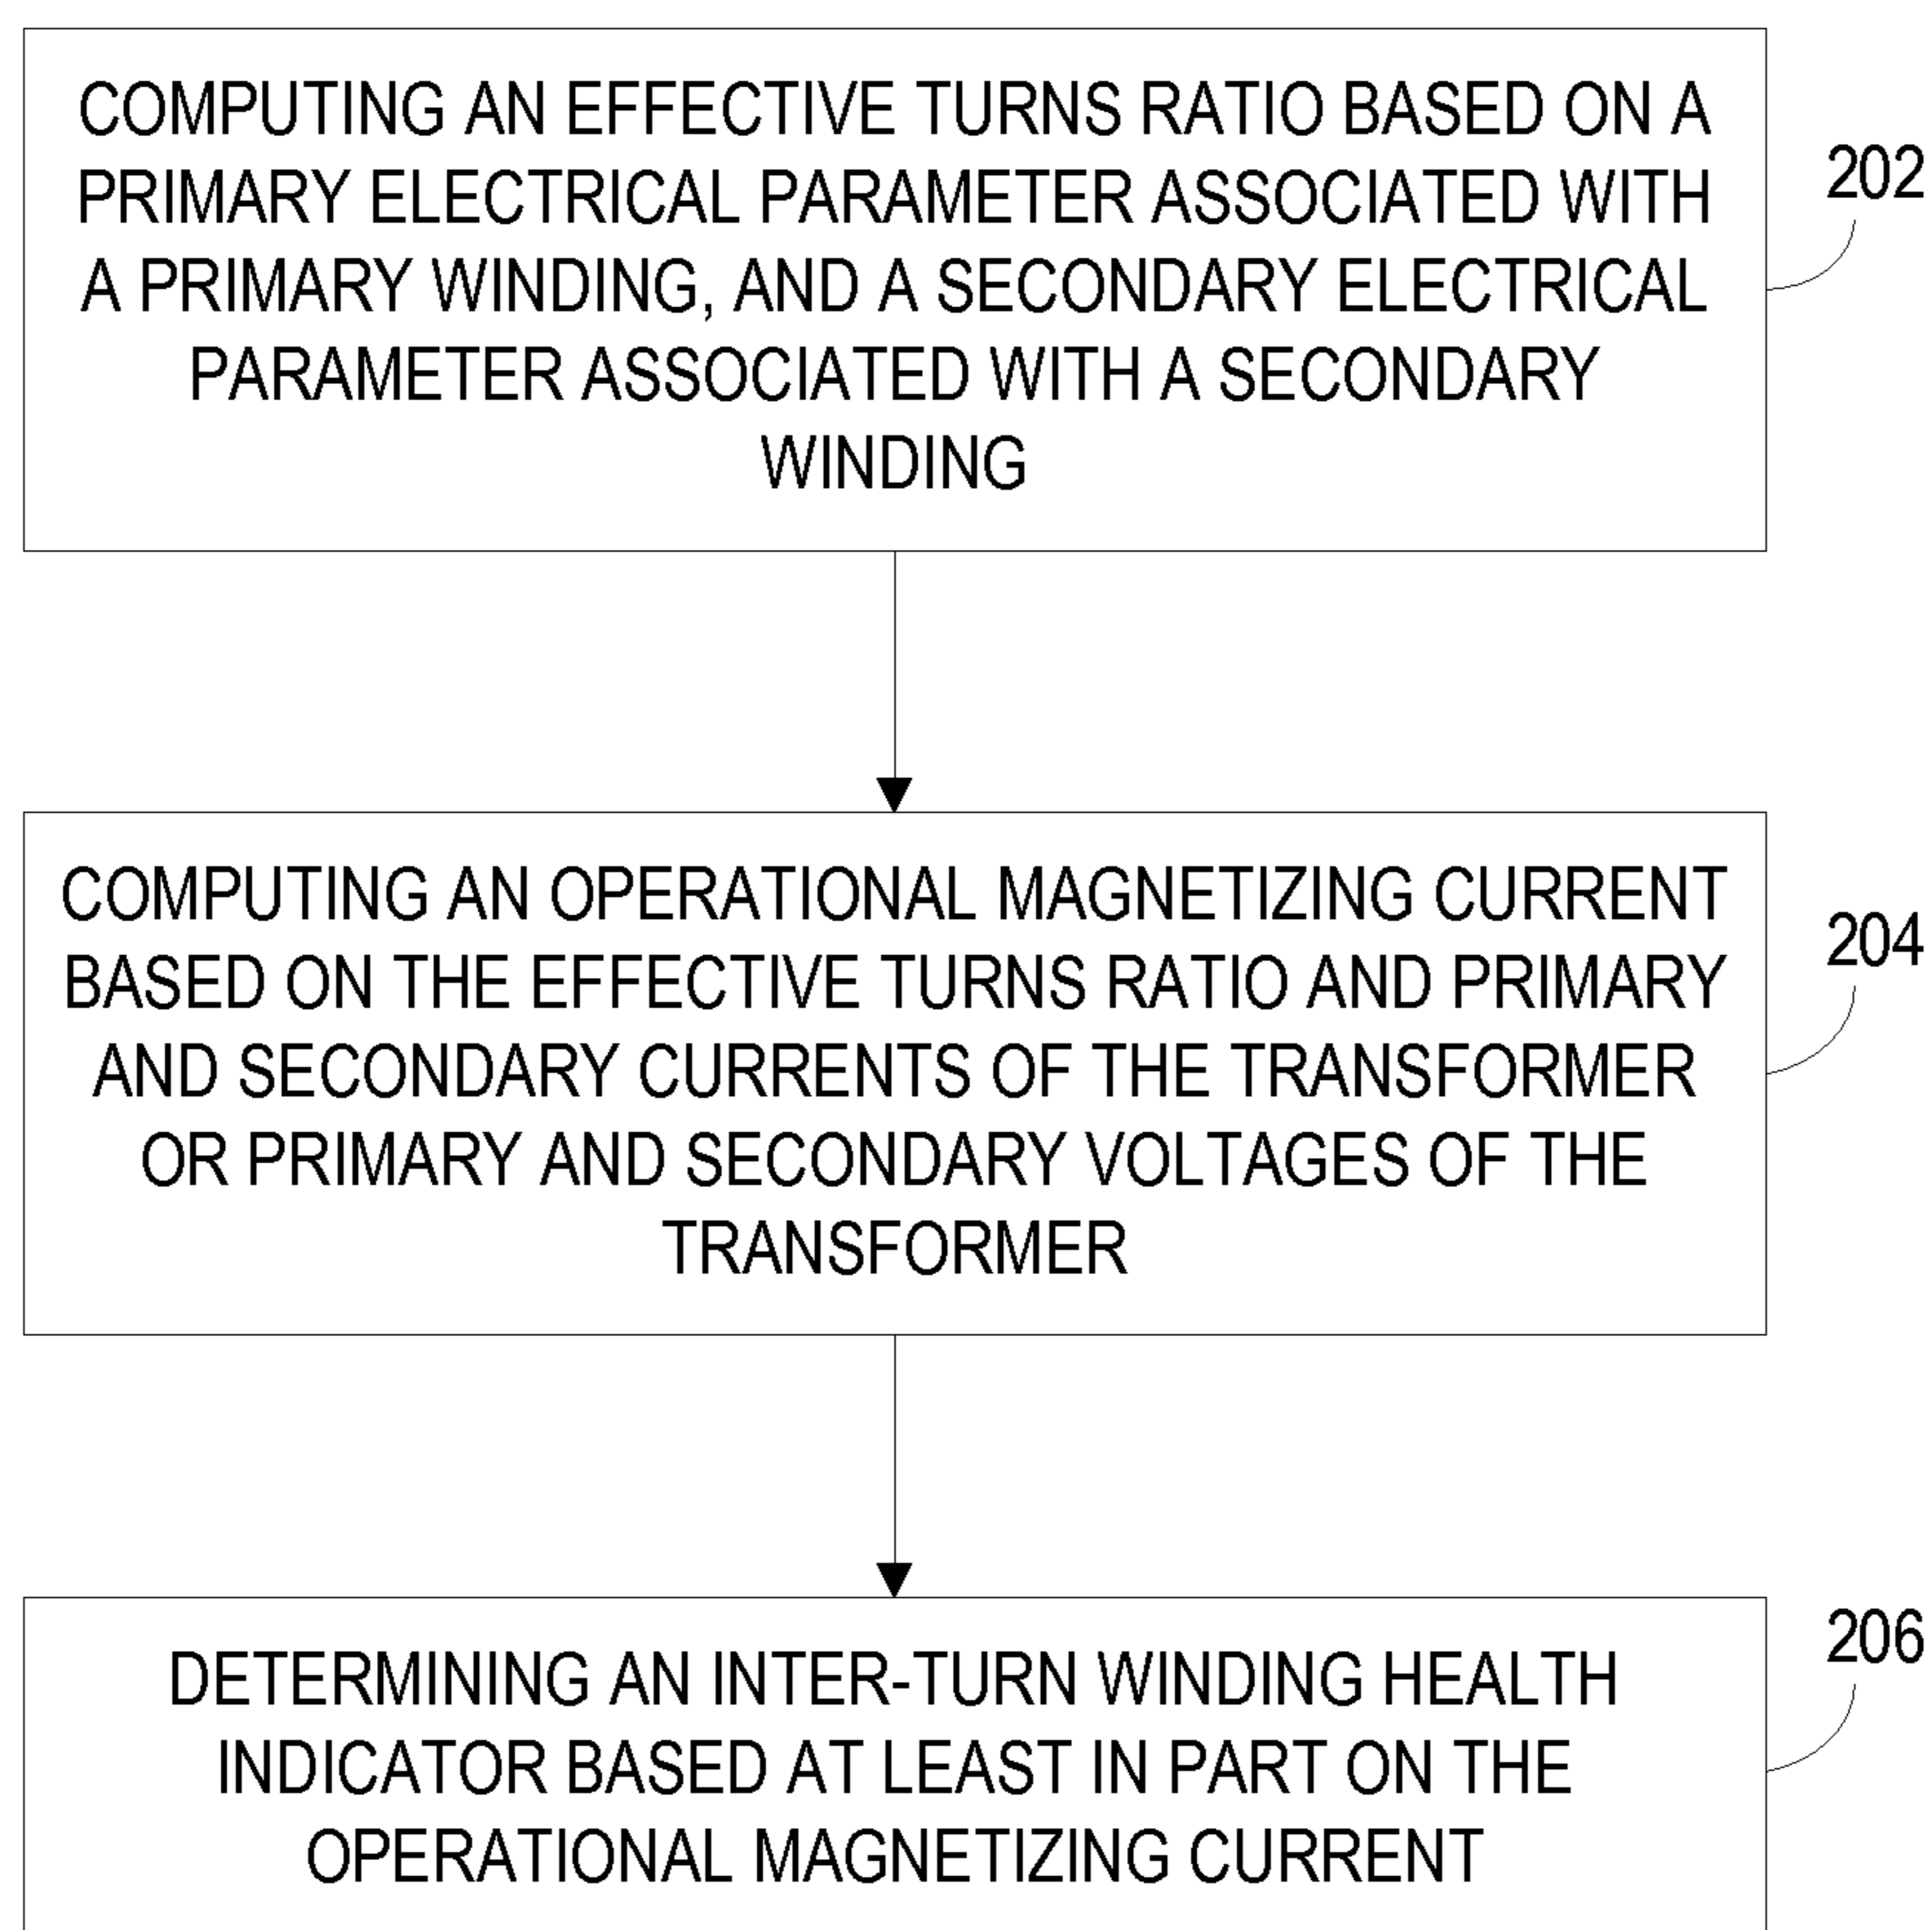 COMPUTING AN EFFECTIVE TURNS RATIO BASED ON A
PRIMARY ELECTRICAL PARAMETER ASSOCIATED WITH
A PRIMARY WINDING, AND A SECONDARY ELECTRICAL
PARAMETER ASSOCIATED WITH A SECONDARY
WINDING
202
COMPUTING AN OPERATIONAL MAGNETIZING CURRENT
BASED ON THE EFFECTIVE TURNS RATIO AND PRIMARY
AND SECONDARY CURRENTS OF THE TRANSFORMER
OR PRIMARY AND SECONDARY VOLTAGES OF THE
TRANSFORMER
204
DETERMINING AN INTER-TURN WINDING HEALTH
INDICATOR BASED AT LEAST IN PART ON THE
OPERATIONAL MAGNETIZING CURRENT
206